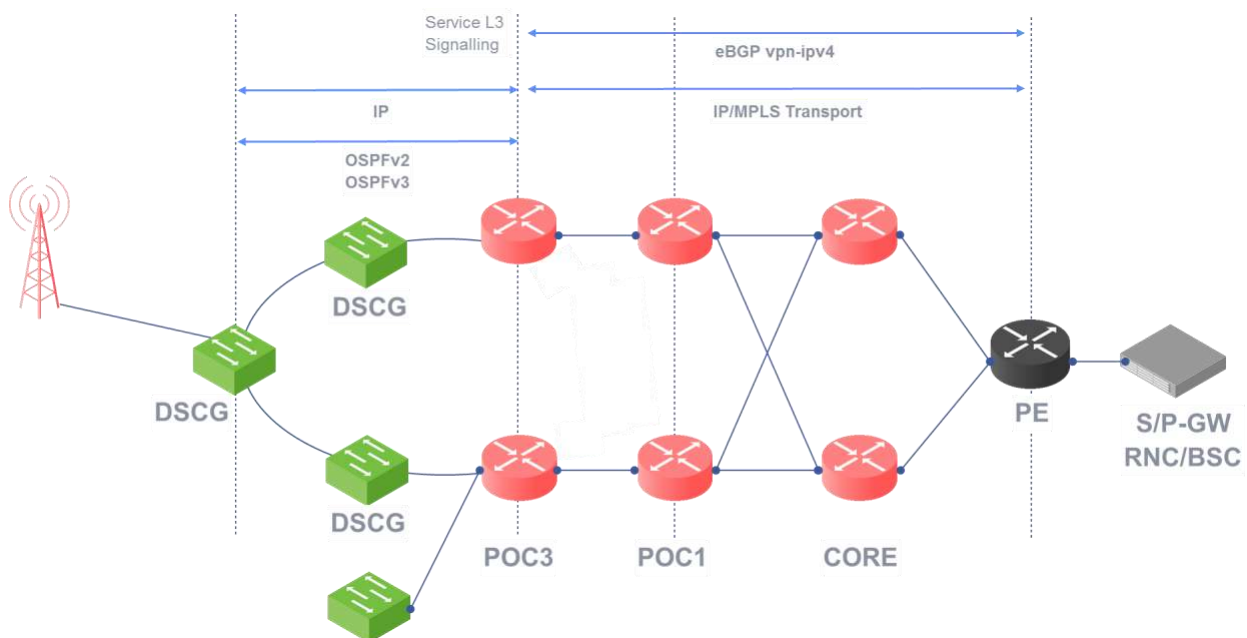 Service L3
Signalling
eBGP vpn-ipv4
IP
IP/MPLS Transport
OSPFv2
OSPFv3
DSCG
DSCG
DSCG
POC3
POC1
CORE
PE
S/P-GW
RNC/BSC